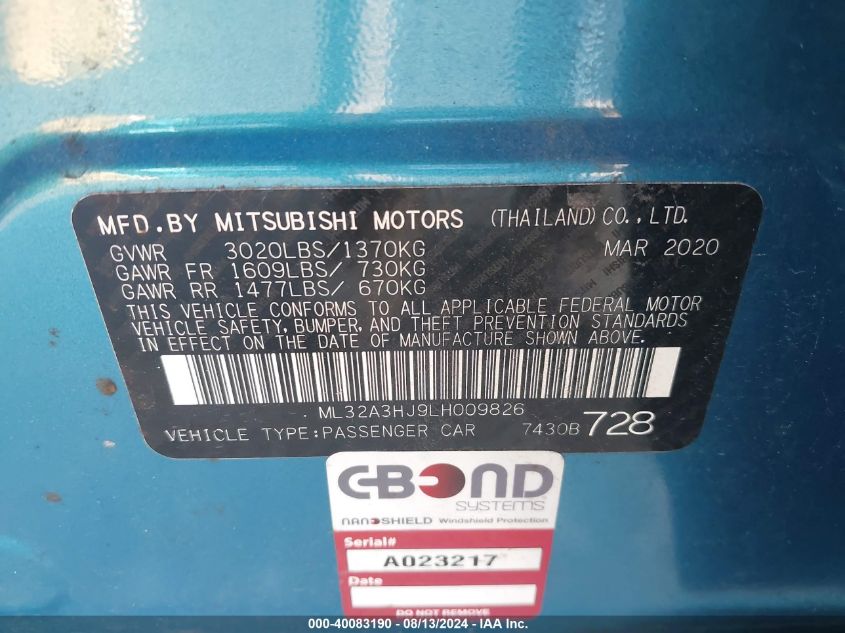 MFD.BY MITSUBISHI MOTORS (THAILAND) CO., LTD.
GVWR 3020LBS/1370KG MAR 2020
GAWR FR 1609LBS/ 730KG
GAWR RR 1477LBS/ 670KG
THIS VEHICLE CONFORMS TO ALL APPLICABLE FEDERAL MOTOR
VEHICLE SAFETY, BUMPER, AND THEFT PREVENTION STANDARDS
IN EFFECT ON THE DATE OF MANUFACTURE SHOWN ABOVE.
ML32A3HJ9LH009826
VEHICLE TYPE:PASSENGER CAR 7430B 728
C-BOND
SYSTEMS
NANOSHIELD Windshield Protection
Serial#
A023217
Date
DO NOT REMOVE
000-40083190 - 08/13/2024 - IAAI.com